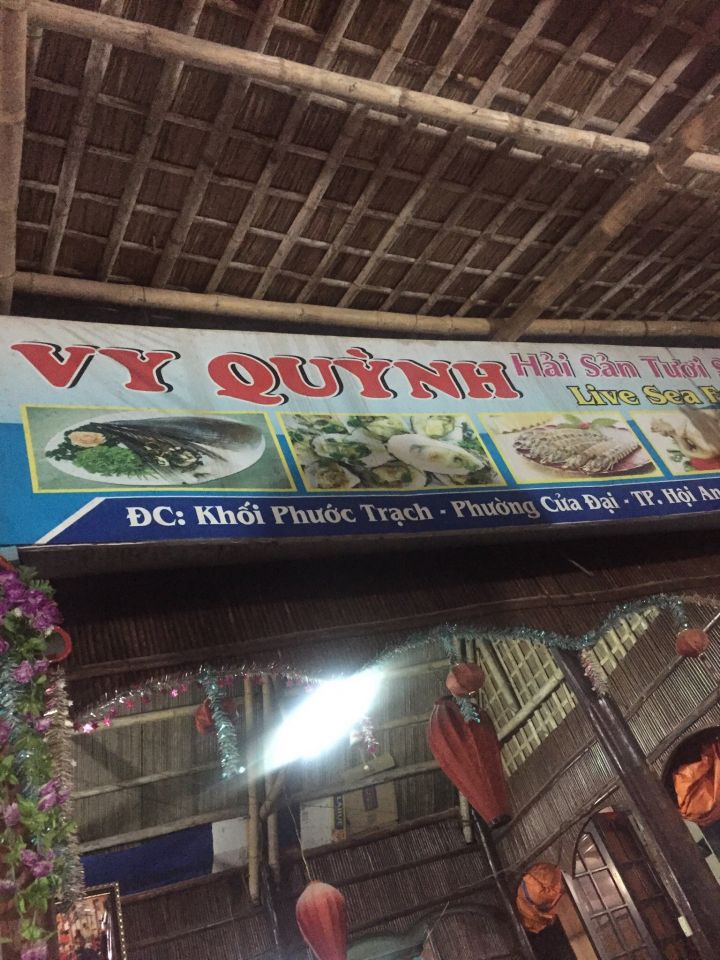 VY QUỲNH
Hải Sản Tươi
Live Sea
ĐC: Khối Phước Trạch - Phường Cửa Đại - TP. Hội An